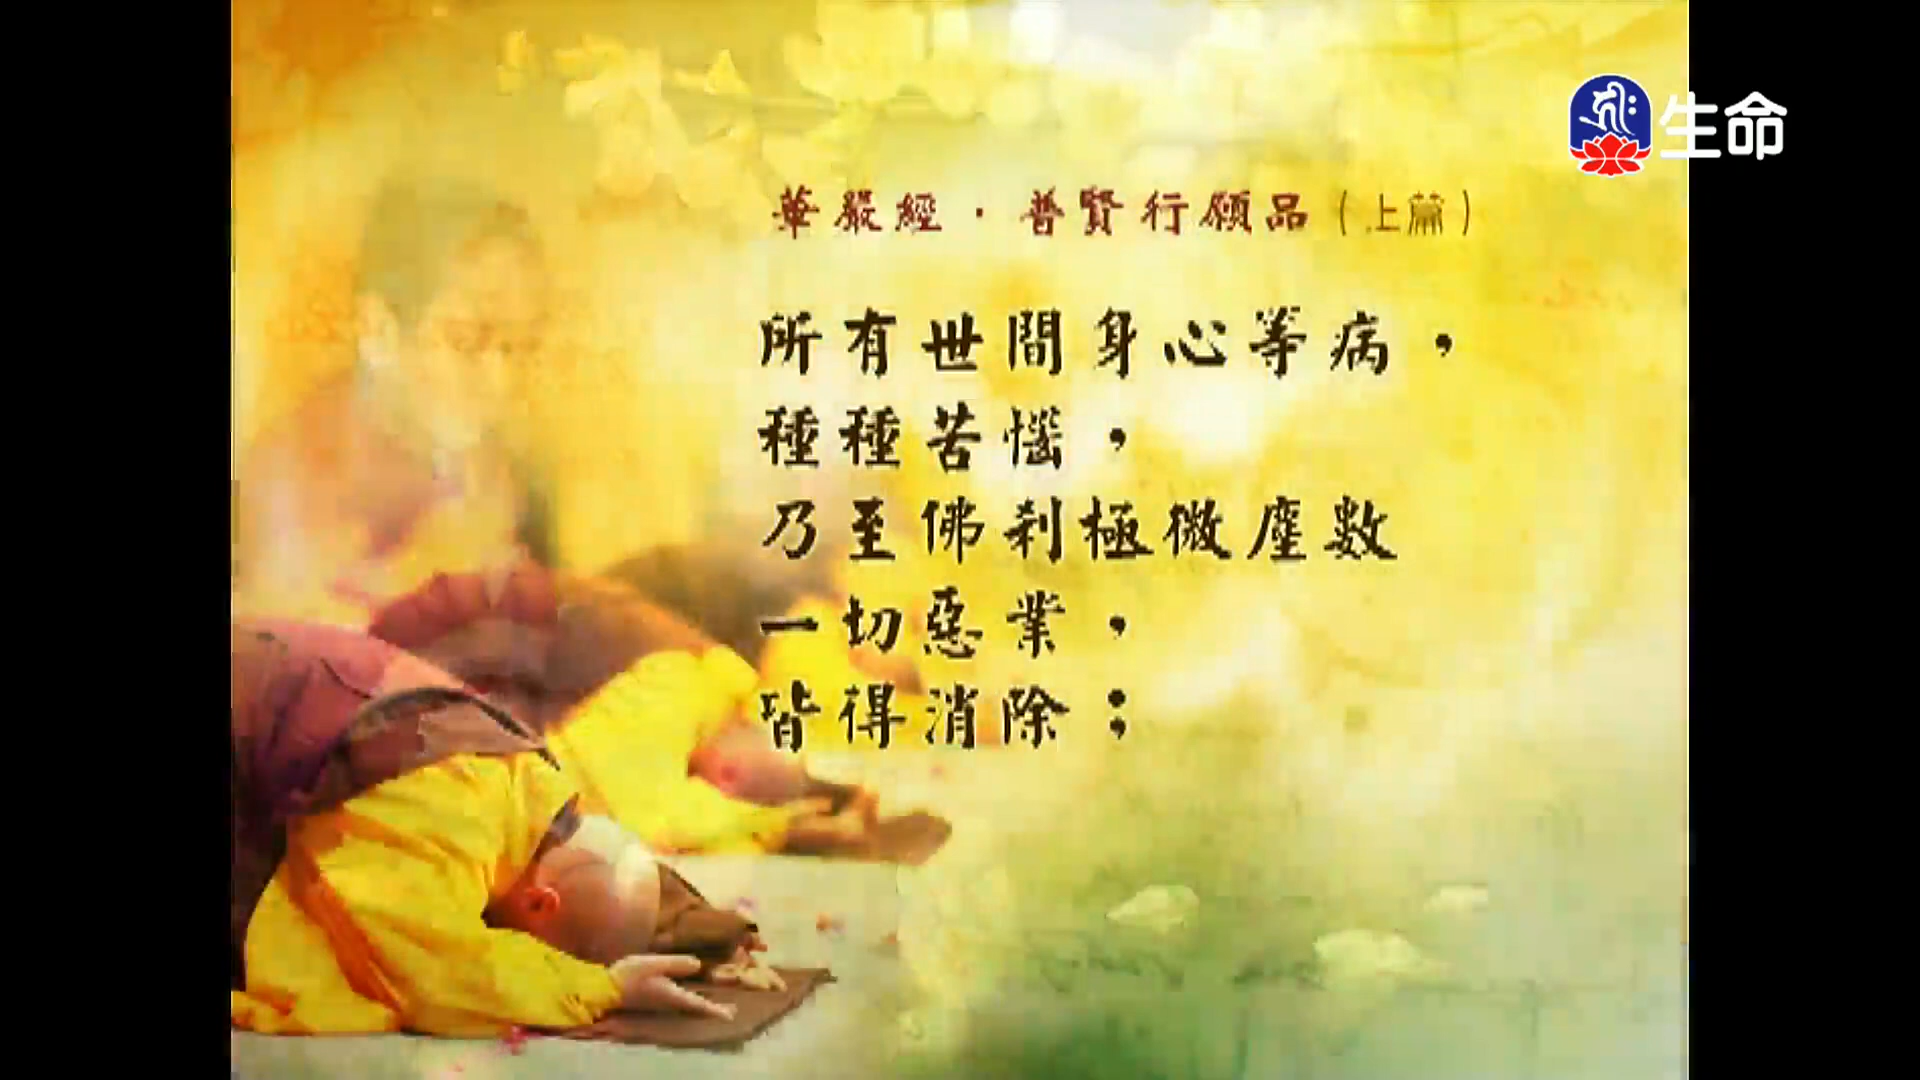 生命
華嚴經·普賢行願品(上篇)
所有世間身心等病，
種種苦惱，
乃至佛剎極微塵數
一切惡業，
皆得消除；